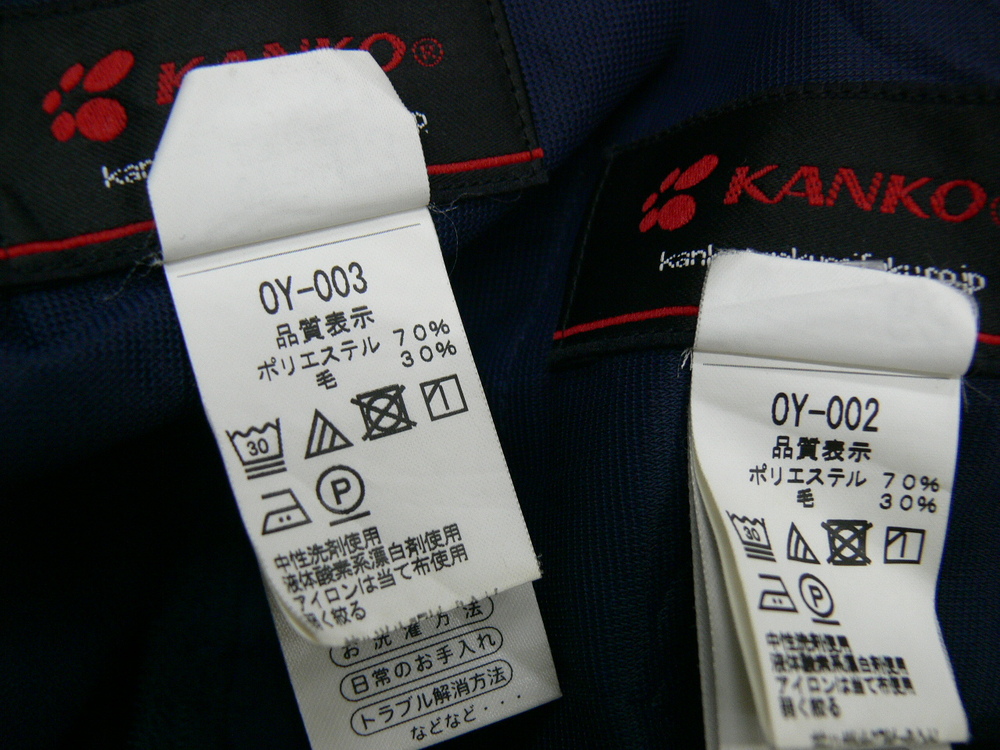 KANKO®
OY-003
品質表示
ポリエステル 70%
毛 30%
30
P
中性洗剤使用
液体酸素系漂白剤使用
アイロンは当て布使用
弱く絞る
お洗濯方法
日常のお手入れ
トラブル解消方法
などなど・・・
KANKO
OY-002
品質表示
ポリエステル 70%
毛 30%
30
P
中性洗剤使用
液体酸素系漂白剤使用
アイロンは当て布使用
弱く絞る